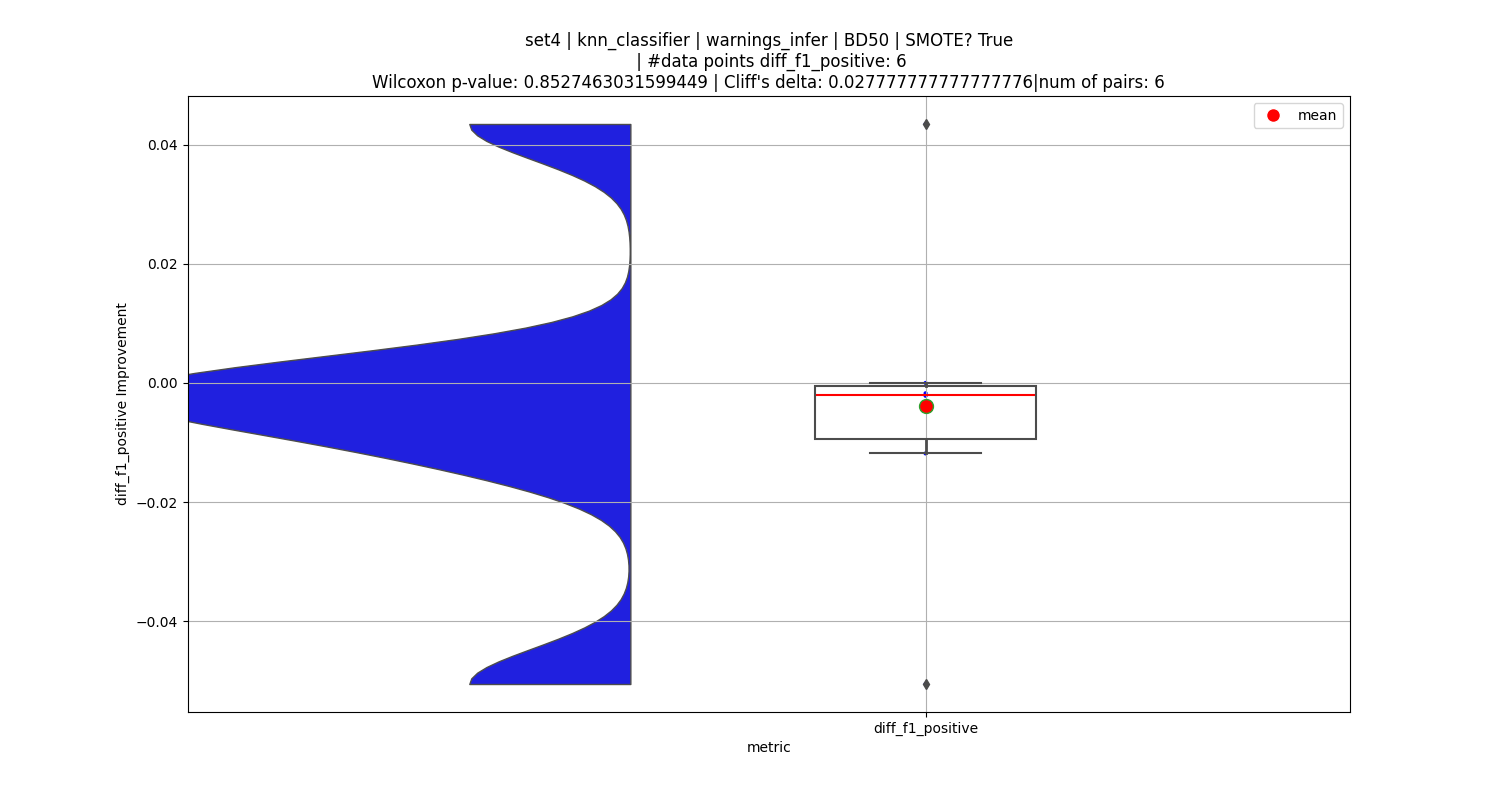 set4 | knn_classifier | warnings_infer | BD50 | SMOTE? True
| #data points diff_f1_positive: 6
Wilcoxon p-value: 0.8527463031599449 | Cliff's delta: 0.027777777777777776|num of pairs: 6
mean
0.04
0.02
0.00
−0.02
−0.04
diff_f1_positive Improvement
diff_f1_positive
metric